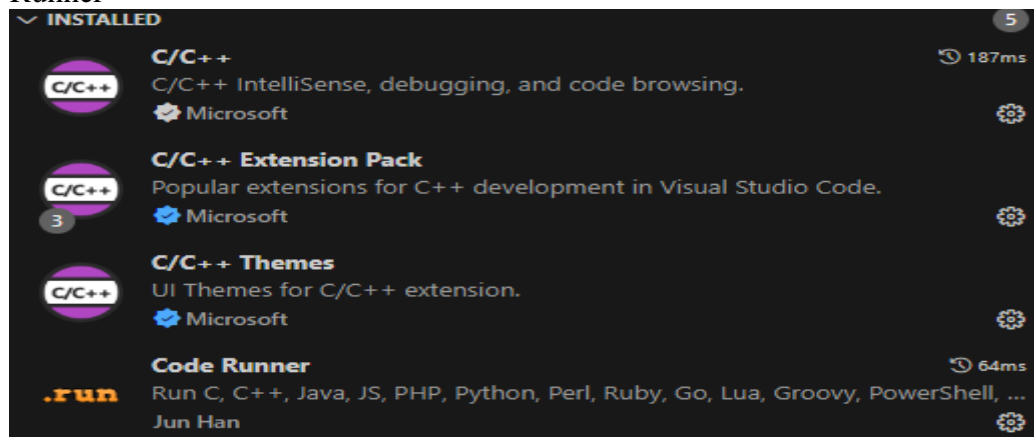 Runner
INSTALLED 5
C/C++ 187ms
C/C++ C/C++ IntelliSense, debugging, and code browsing.
Microsoft
C/C++ Extension Pack
C/C++ Popular extensions for C++ development in Visual Studio Code.
3 Microsoft
C/C++ Themes
C/C++ UI Themes for C/C++ extension.
Microsoft
Code Runner 64ms
.run Run C, C++, Java, JS, PHP, Python, Perl, Ruby, Go, Lua, Groovy, PowerShell, ...
Jun Han